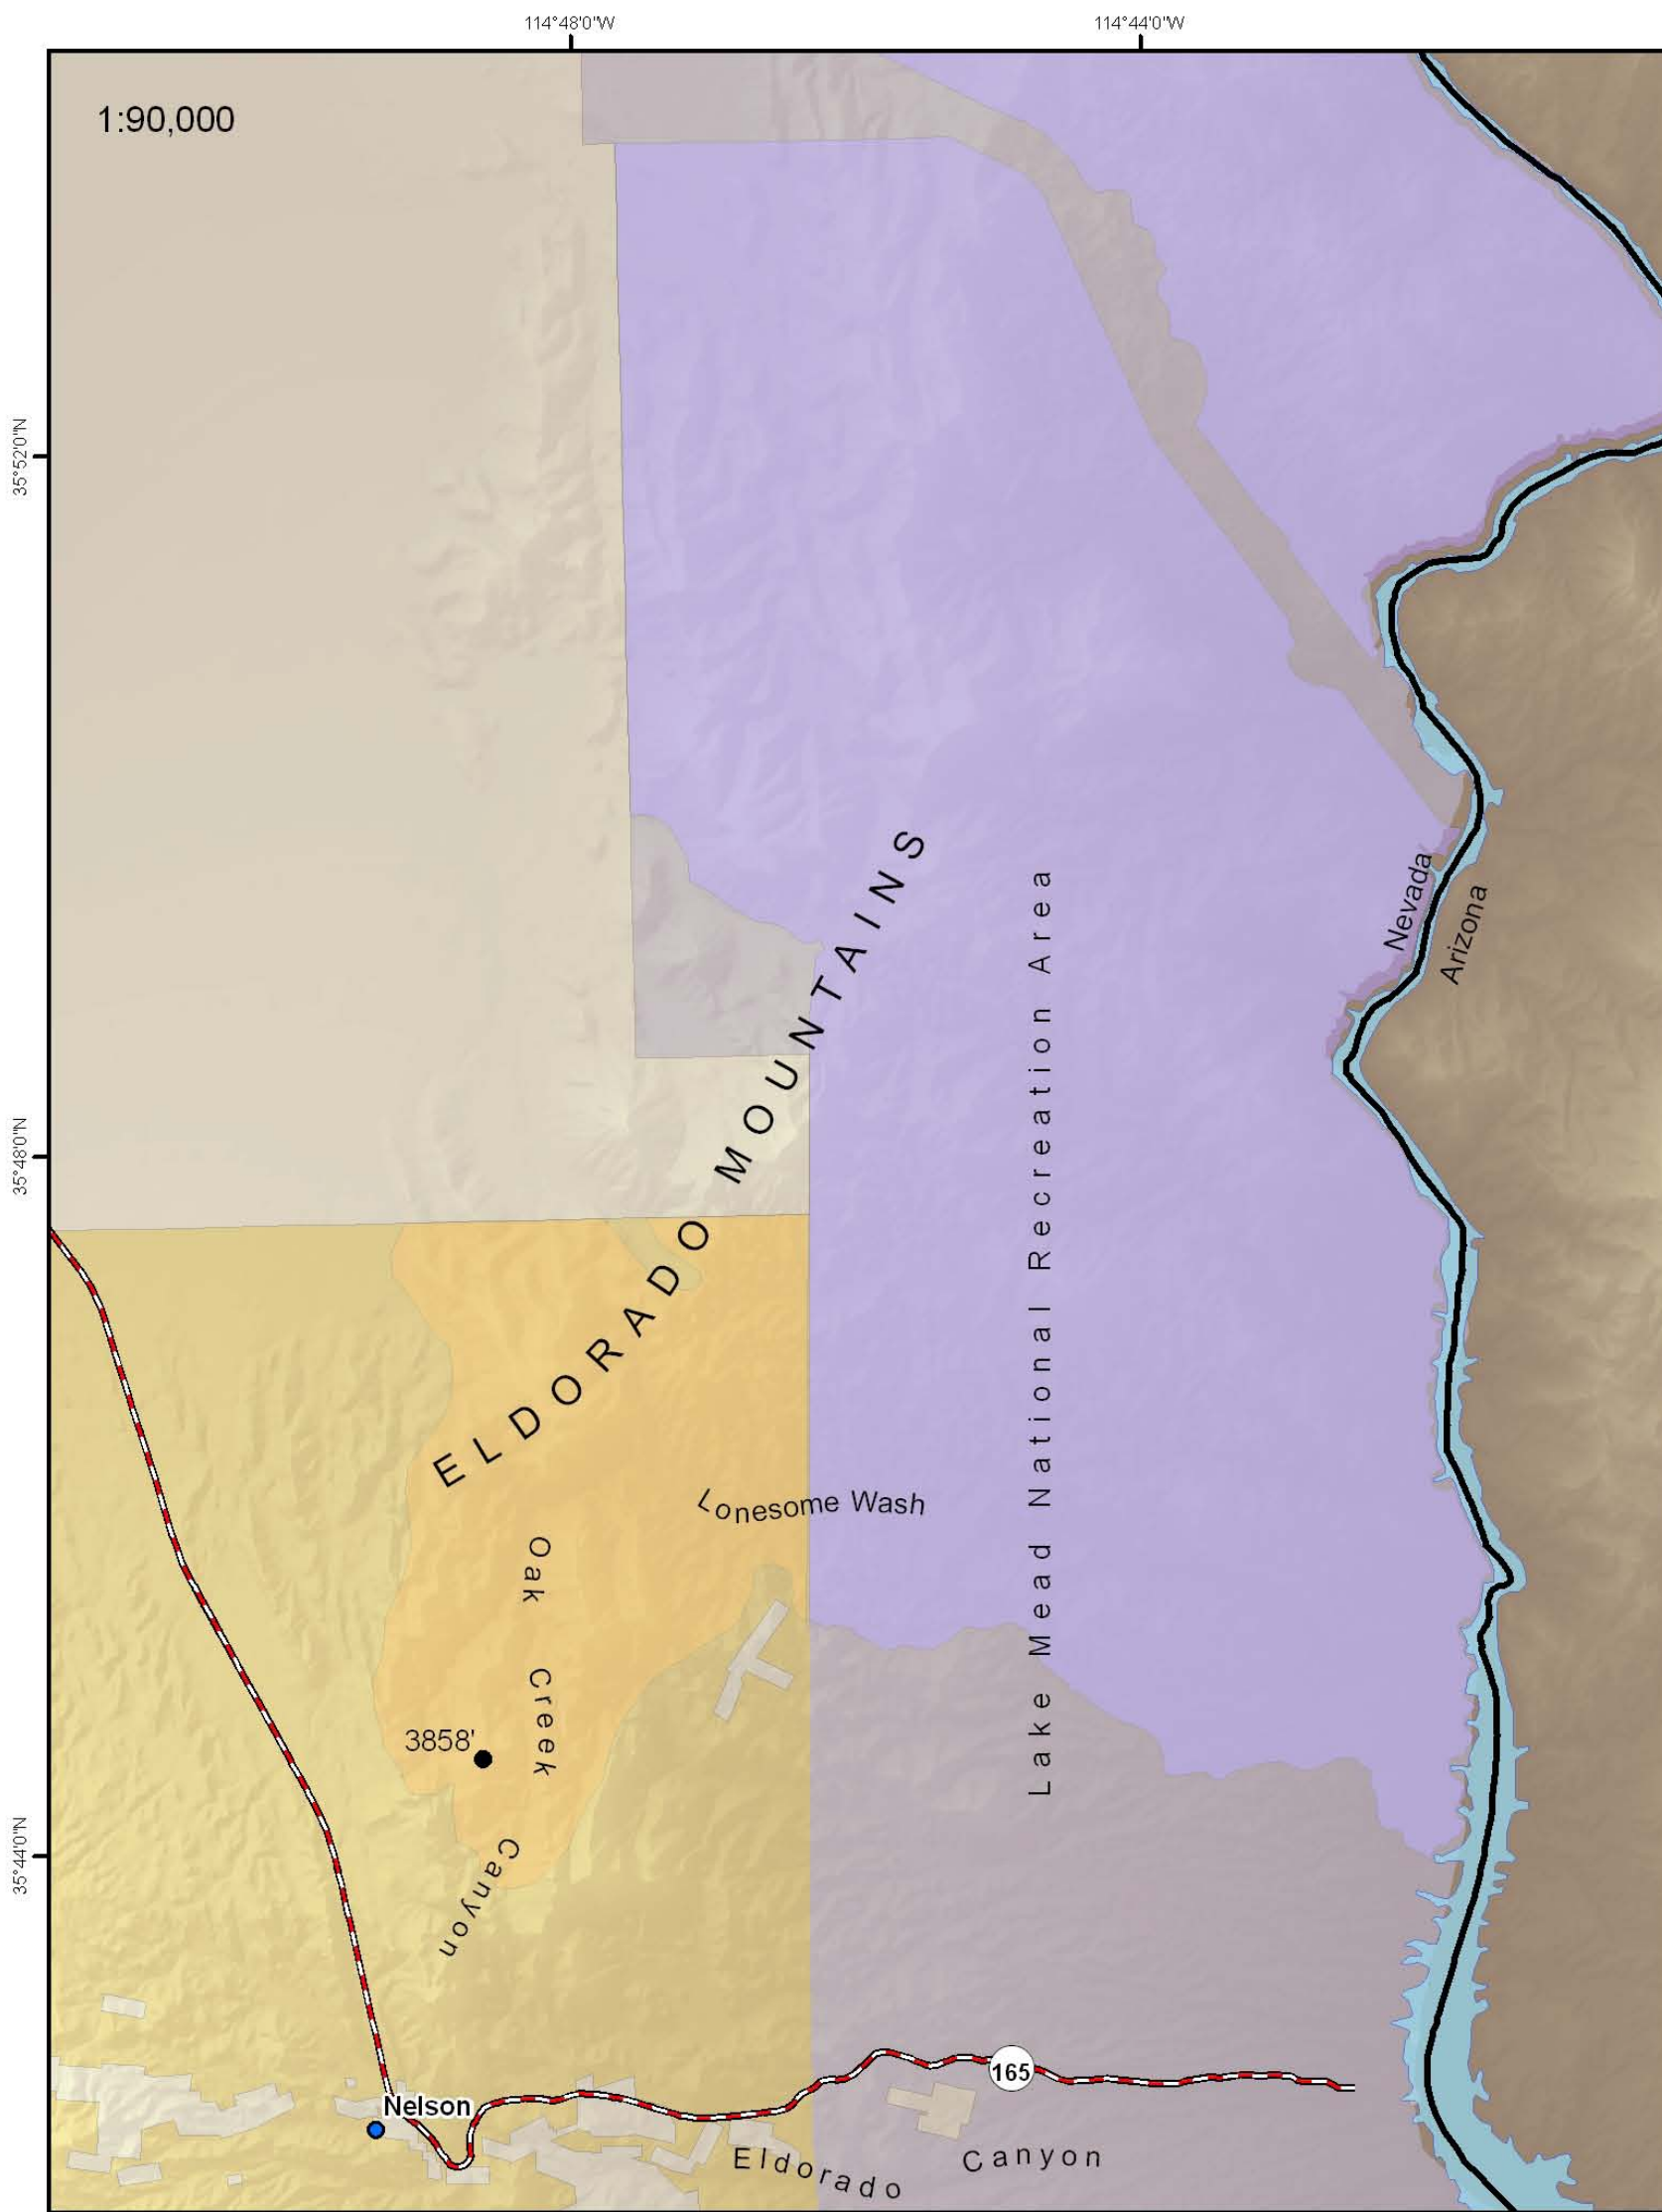 114°48'0"W
114°44'0"W
1:90,000
35°52'0"N
35°48'0"N
35°44'0"N
ELDORADO MOUNTAINS
Lake Mead National Recreation Area
Nevada
Arizona
Lonesome Wash
Oak Creek Canyon
3858'
165
Nelson
Eldorado Canyon